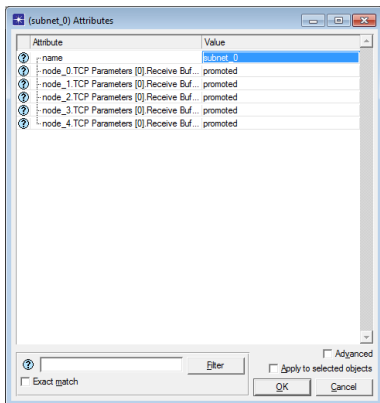 (subnet_0) Attributes
Attribute Value
name subnet_0
node_0.TCP Parameters [0].Receive Buf... promoted
node_1.TCP Parameters [0].Receive Buf... promoted
node_2.TCP Parameters [0].Receive Buf... promoted
node_3.TCP Parameters [0].Receive Buf... promoted
node_4.TCP Parameters [0].Receive Buf... promoted
Advanced
Filter Apply to selected objects
Exact match
OK Cancel